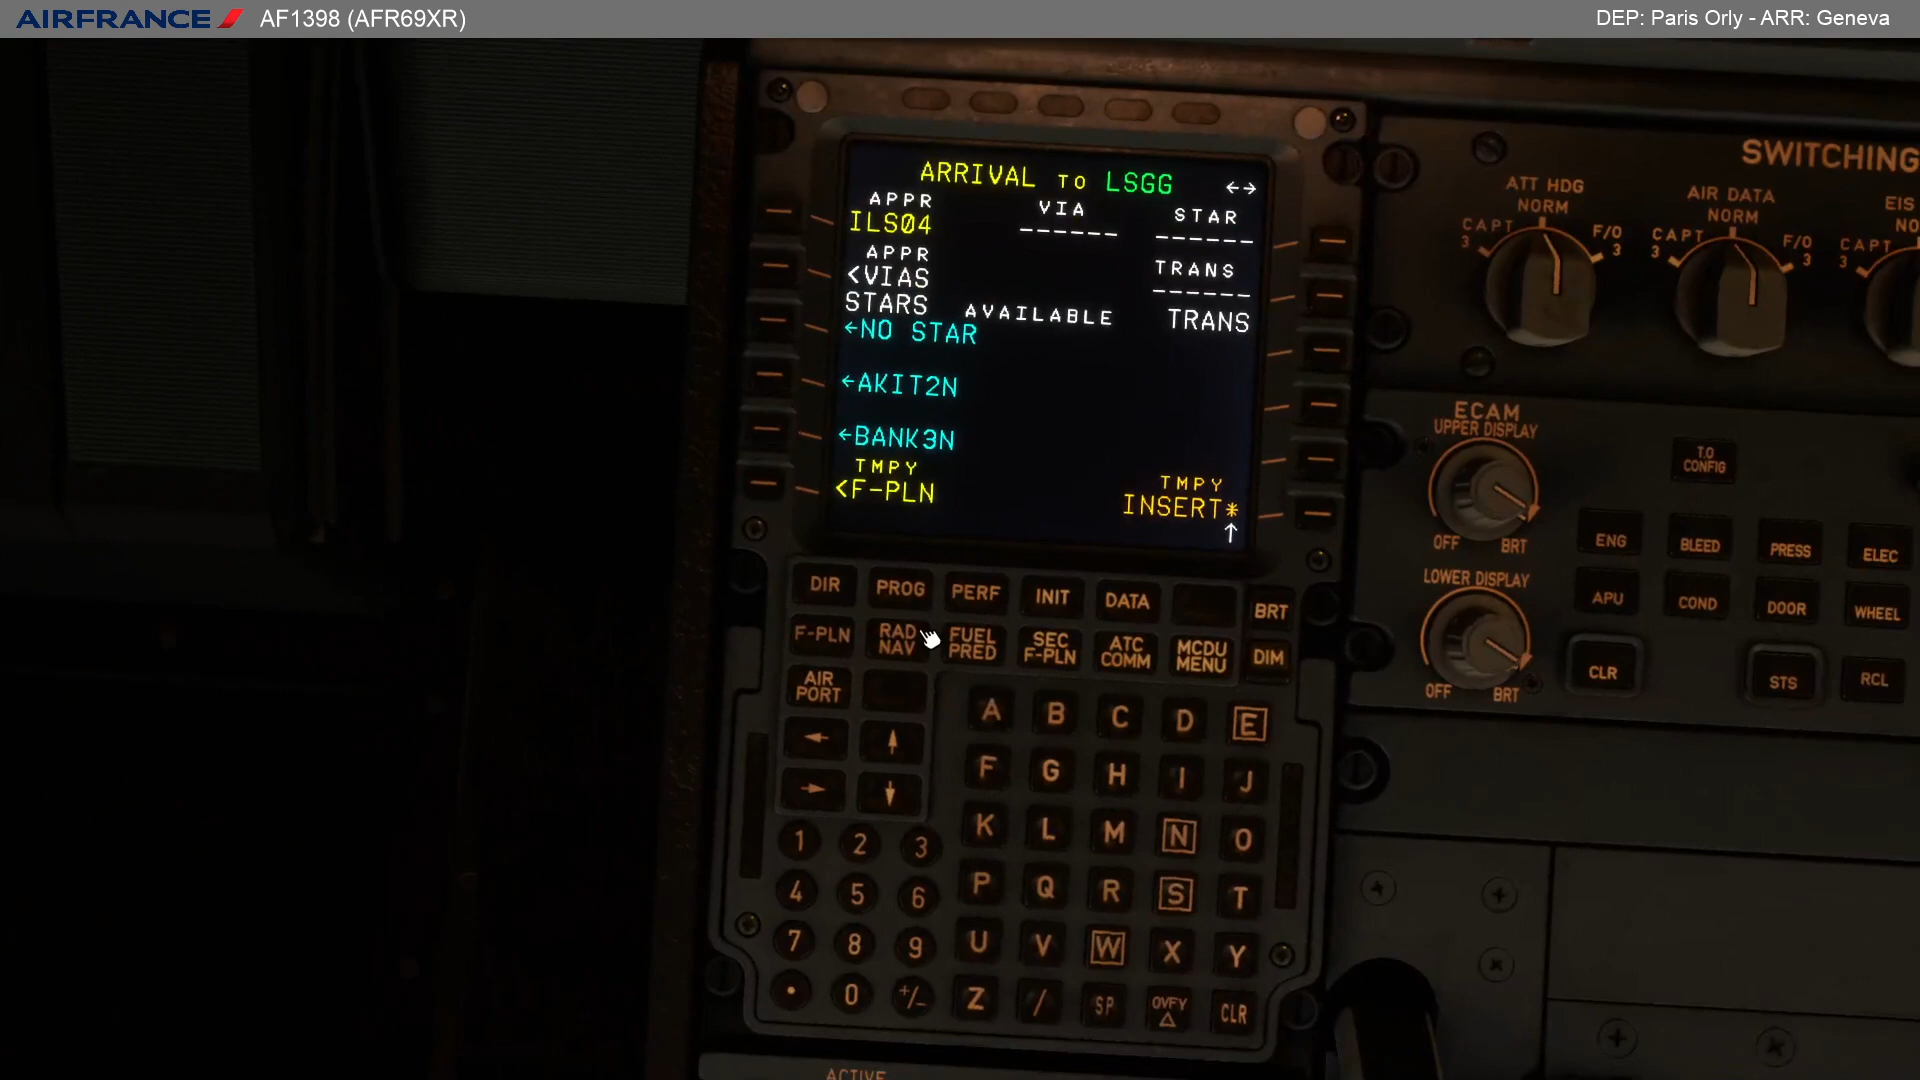 AIRFRANCE AF1398 (AFR69XR) DEP: Paris Orly - ARR: Geneva
ARRIVAL TO LSGG ←→
APPR VIA STAR
ILS04 ------ ------
APPR TRANS
<VIAS ------
STARS AVAILABLE TRANS
←NO STAR
←AKIT2N
←BANK3N
TMPY TMPY
<F-PLN INSERT*
↑
DIR PROG PERF INIT DATA BRT
F-PLN RAD NAV FUEL PRED SEC F-PLN ATC COMM MCDU MENU DIM
AIR PORT
← ↑
→ ↓
A B C D E
F G H I J
K L M N O
P Q R S T
U V W X Y
Z / SP OVFY △ CLR
1 2 3
4 5 6
7 8 9
• 0 +/-
ACTIVE
SWITCHING
ATT HDG
NORM
CAPT 3 F/O 3
AIR DATA
NORM
CAPT 3 F/O 3
EIS
NO
CAPT 3
ECAM
UPPER DISPLAY
OFF BRT
LOWER DISPLAY
OFF BRT
T.O CONFIG
ENG BLEED PRESS ELEC
APU COND DOOR WHEEL
CLR STS RCL